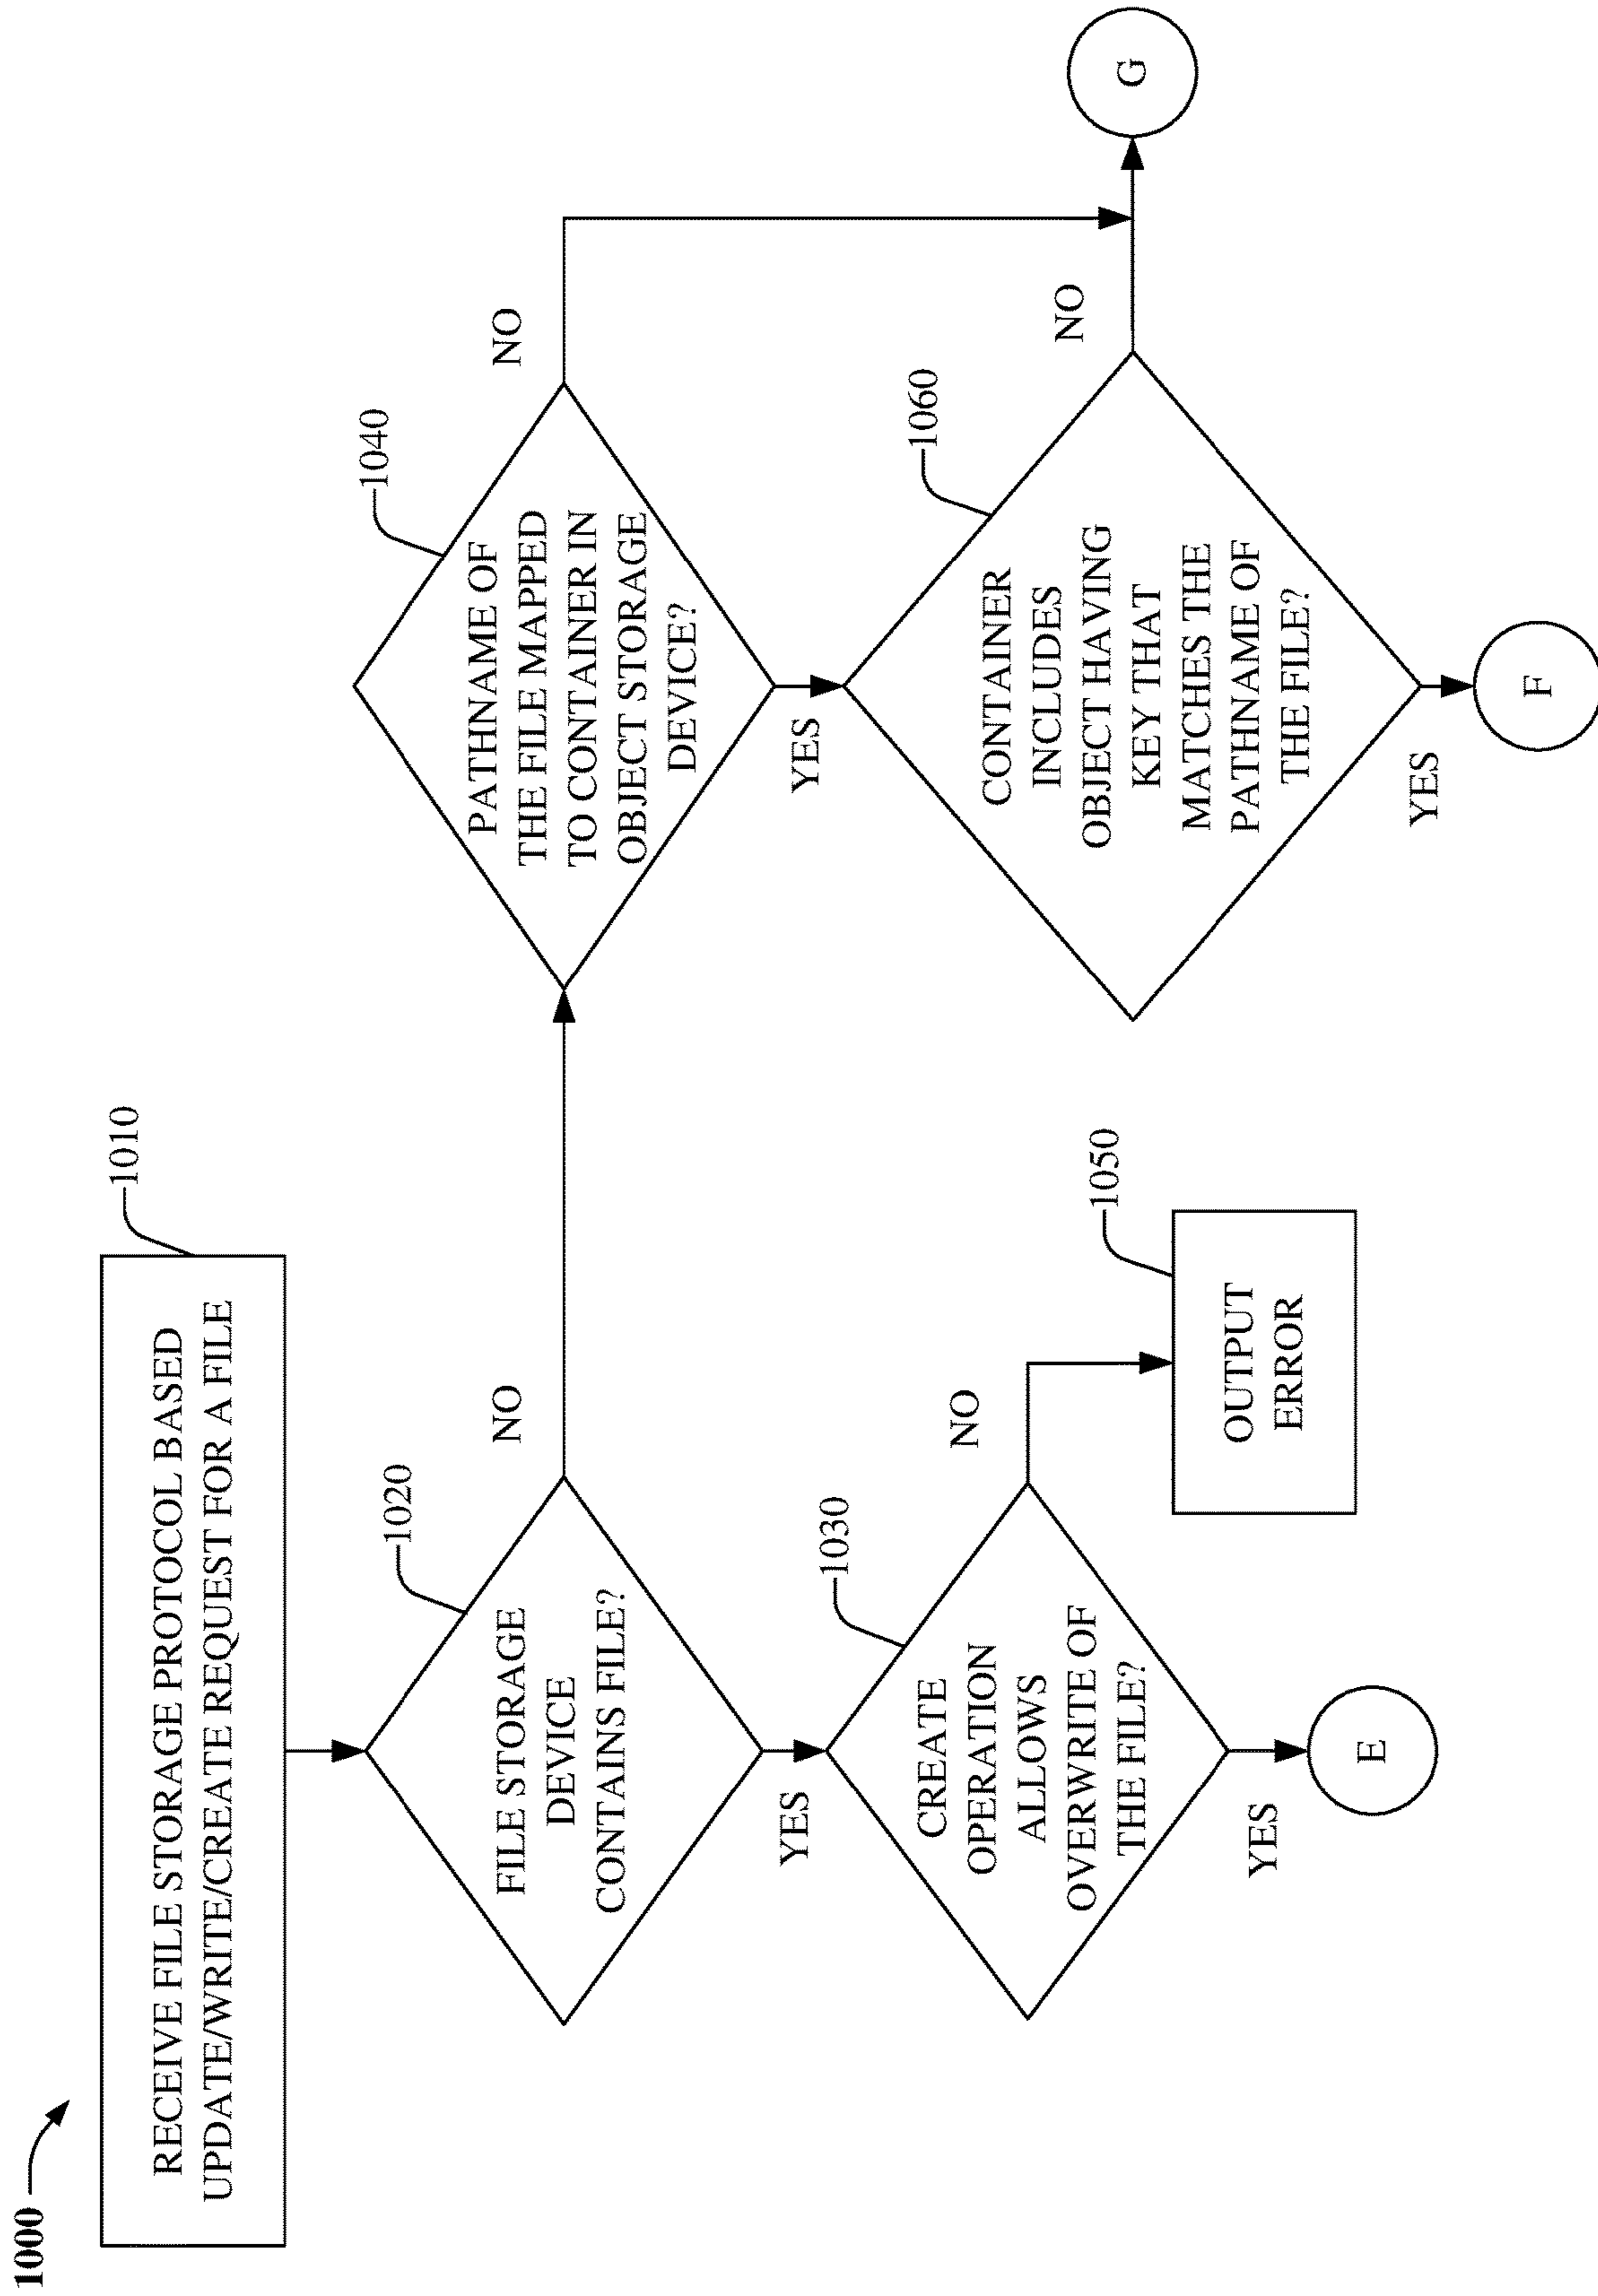 1000
1010
RECEIVE FILE STORAGE PROTOCOL BASED
UPDATE/WRITE/CREATE REQUEST FOR A FILE
1020
FILE STORAGE
DEVICE
CONTAINS FILE?
NO
YES
1040
PATHNAME OF
THE FILE MAPPED
TO CONTAINER IN
OBJECT STORAGE
DEVICE?
NO
YES
1030
CREATE
OPERATION
ALLOWS
OVERWRITE OF
THE FILE?
NO
YES
1050
OUTPUT
ERROR
1060
CONTAINER
INCLUDES
OBJECT HAVING
KEY THAT
MATCHES THE
PATHNAME OF
THE FILE?
NO
YES
E
F
G